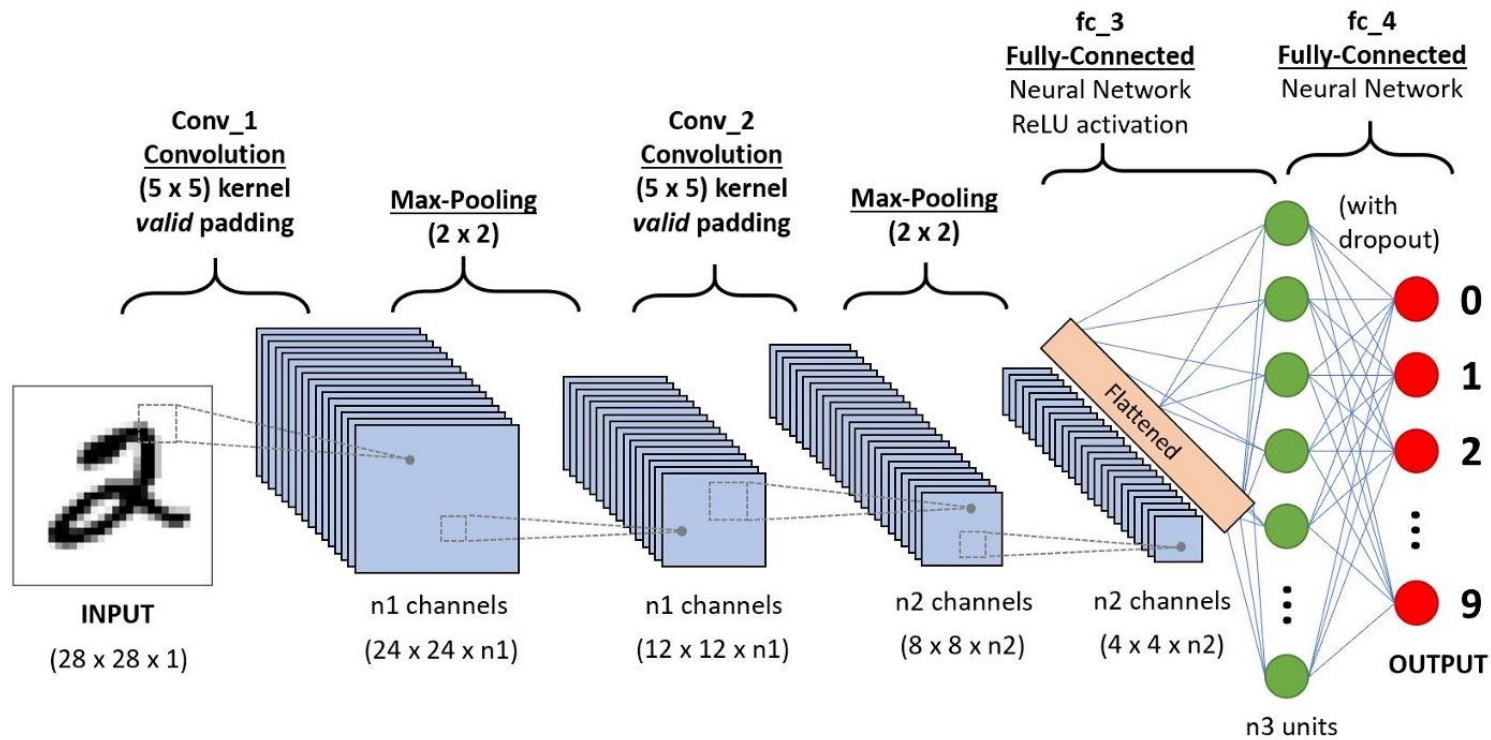 Conv_1
Convolution
(5 x 5) kernel
valid padding
Max-Pooling
(2 x 2)
Conv_2
Convolution
(5 x 5) kernel
valid padding
Max-Pooling
(2 x 2)
fc_3
Fully-Connected
Neural Network
ReLU activation
fc_4
Fully-Connected
Neural Network
(with
dropout)
Flattened
0
1
2
9
OUTPUT
2
INPUT
(28 x 28 x 1)
n1 channels
(24 x 24 x n1)
n1 channels
(12 x 12 x n1)
n2 channels
(8 x 8 x n2)
n2 channels
(4 x 4 x n2)
n3 units